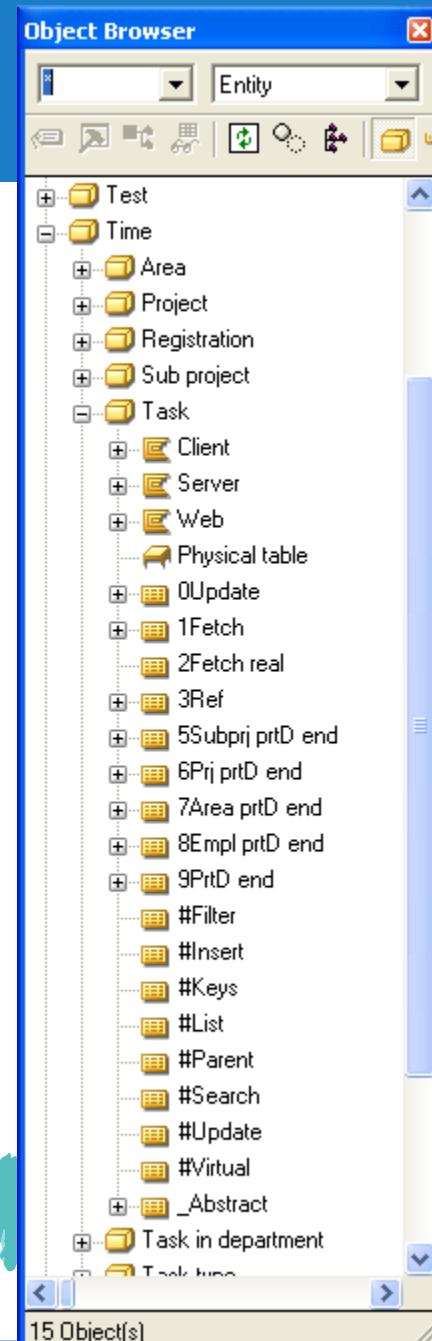 Object Browser
* Entity
Test
Time
Area
Project
Registration
Sub project
Task
Client
Server
Web
Physical table
0Update
1Fetch
2Fetch real
3Ref
5Subprj prtD end
6Prj prtD end
7Area prtD end
8Empl prtD end
9PrtD end
#Filter
#Insert
#Keys
#List
#Parent
#Search
#Update
#Virtual
_Abstract
Task in department
Task type
15 Object(s)